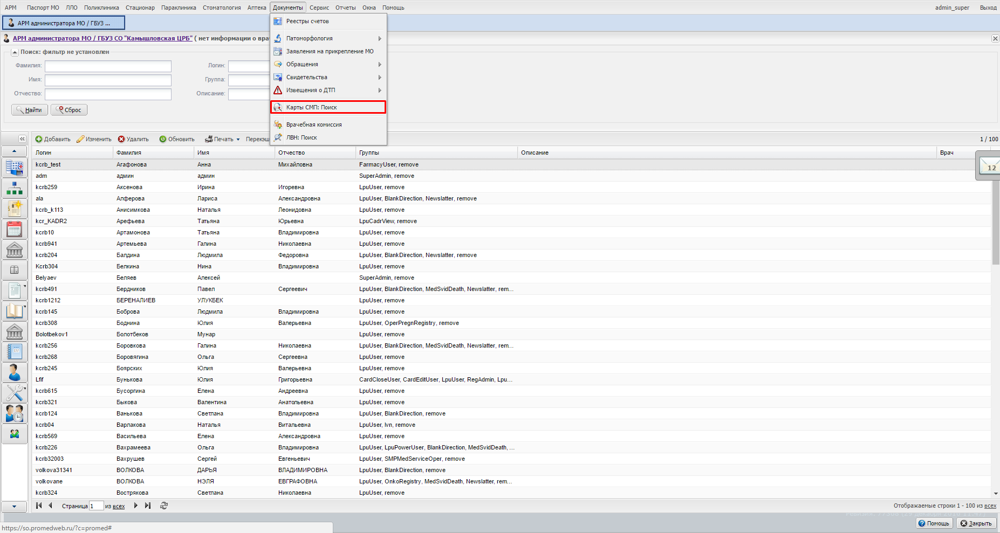 АРМ Паспорт МО ЛЛО Поликлиника Стационар Параклиника Стоматология Аптека Документы Сервис Отчеты Окна Помощь admin_super Выход
АРМ администратора МО / ГБУЗ ...
АРМ администратора МО / ГБУЗ СО "Камышловская ЦРБ" ( нет информации о вра
Поиск: фильтр не установлен
Фамилия: Логин:
Имя: Группа:
Отчество: Описание:
Найти Сброс
Реестры счетов
Патоморфология
Заявления на прикрепление МО
Обращения
Свидетельства
Извещения о ДТП
Карты СМП: Поиск
Врачебная комиссия
ЛВН: Поиск
Добавить Изменить Удалить Обновить Печать Перекэш 1 / 100
Логин Фамилия Имя Отчество Группы Описание Врач
kcrb_test Агафонова Анна Михайловна FarmacyUser, remove
12
adm админ админ SuperAdmin, remove
kcrb259 Аксенова Ирина Игоревна LpuUser, remove
ala Алферова Лариса Александровна LpuUser, BlankDirection, Newslatter, remove
kcrb_k113 Анисимкова Наталья Леонидовна LpuUser, remove
kcr_KADR2 Арефьева Татьяна Юрьевна LpuCadrView, remove
kcrb10 Артамонова Татьяна Владимировна LpuUser, remove
kcrb941 Артемьева Галина Николаевна LpuUser, remove
kcrb204 Балдина Людмила Федоровна LpuUser, BlankDirection, Newslatter, remove
Kcrb304 Белкина Нина Владимировна LpuUser, remove
Belyaev Беляев Алексей SuperAdmin, remove
kcrb491 Бердников Павел Сергеевич LpuUser, BlankDirection, MedSvidDeath, Newslatter, rem...
kcrb1212 БЕРЕНАЛИЕВ УЛУКБЕК LpuUser, remove
kcrb145 Боброва Людмила Владимировна LpuUser, remove
kcrb308 Боднина Юлия Валерьевна LpuUser, OperPregnRegistry, remove
Bolotbekov1 Болотбеков Мунар LpuUser, remove
kcrb256 Боровкова Галина Николаевна LpuUser, BlankDirection, MedSvidDeath, Newslatter, rem...
kcrb268 Боровягина Ольга Сергеевна LpuUser, remove
kcrb245 Боярских Юлия Валерьевна LpuUser, remove
Lfif Бунькова Юлия Григорьевна CardCloseUser, CardEditUser, LpuUser, RegAdmin, Lpu...
kcrb615 Бусоргина Елена Андреевна LpuUser, remove
kcrb321 Быкова Валентина Анатольевна LpuUser, remove
kcrb124 Ванькова Светлана Владимировна LpuUser, BlankDirection, remove
kcrb04 Варлакова Наталья Витальевна LpuUser, lvn, remove
kcrb569 Васильева Елена Александровна LpuUser, remove
kcrb226 Вахрамеева Ольга Владимировна LpuUser, LpuPowerUser, BlankDirection, MedSvidDeath, ...
kcrb32003 Вахрушев Сергей Евгеньевич LpuUser, SMPMedServiceOper, remove
volkova31341 ВОЛКОВА ДАРЬЯ ВЛАДИМИРОВНА LpuUser, BlankDirection, remove
volkovane ВОЛКОВА НЭЛЯ ЕВГРАФОВНА LpuUser, OnkoRegistry, MedSvidDeath, Newslatter, rem...
kcrb324 Вострякова Светлана Николаевна LpuUser, remove
Страница 1 из всех Отображаемые строки 1 - 100 из всех
https://so.promedweb.ru/?c=promed# Помощь Закрыть